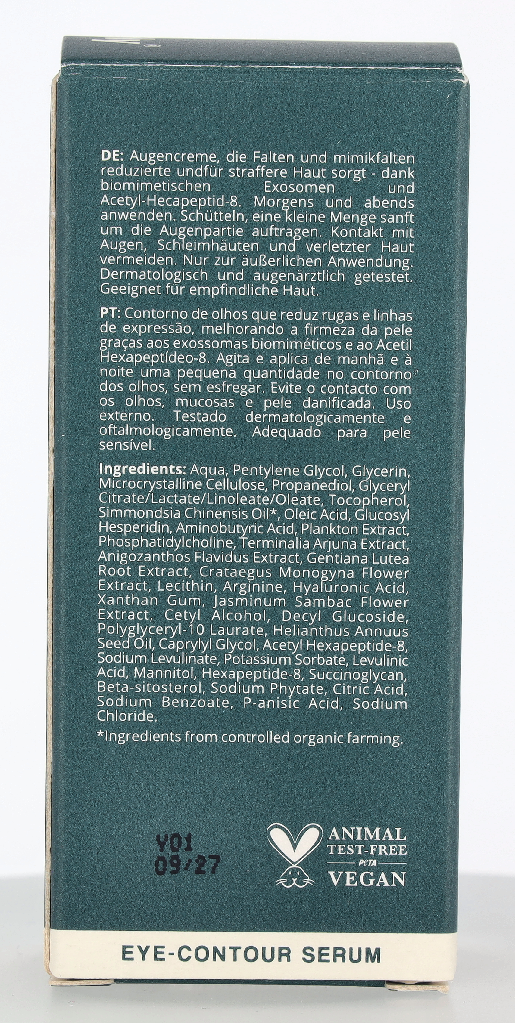 DE: Augencreme, die Falten und mimikfalten
reduzierte undfür straffere Haut sorgt - dank
biomimetischen Exosomen und
Acetyl-Hecapeptid-8. Morgens und abends
anwenden. Schütteln, eine kleine Menge sanft
um die Augenpartie auftragen. Kontakt mit
Augen, Schleimhäuten und verletzter Haut
vermeiden. Nur zur äußerlichen Anwendung.
Dermatologisch und augenärztlich getestet.
Geeignet für empfindliche Haut.
PT: Contorno de olhos que reduz rugas e linhas
de expressão, melhorando a firmeza da pele
graças aos exossomas biomiméticos e ao Acetil
Hexapeptídeo-8. Agita e aplica de manhã e à
noite uma pequena quantidade no contorno
dos olhos, sem esfregar. Evite o contacto com
os olhos, mucosas e pele danificada. Uso
externo. Testado dermatologicamente e
oftalmologicamente. Adequado para pele
sensível.
Ingredients: Aqua, Pentylene Glycol, Glycerin,
Microcrystalline Cellulose, Propanediol, Glyceryl
Citrate/Lactate/Linoleate/Oleate, Tocopherol,
Simmondsia Chinensis Oil*, Oleic Acid, Glucosyl
Hesperidin, Aminobutyric Acid, Plankton Extract,
Phosphatidylcholine, Terminalia Arjuna Extract,
Anigozanthos Flavidus Extract, Gentiana Lutea
Root Extract, Crataegus Monogyna Flower
Extract, Lecithin, Arginine, Hyaluronic Acid,
Xanthan Gum, Jasminum Sambac Flower
Extract, Cetyl Alcohol, Decyl Glucoside,
Polyglyceryl-10 Laurate, Helianthus Annuus
Seed Oil, Caprylyl Glycol, Acetyl Hexapeptide-8,
Sodium Levulinate, Potassium Sorbate, Levulinic
Acid, Mannitol, Hexapeptide-8, Succinoglycan,
Beta-sitosterol, Sodium Phytate, Citric Acid,
Sodium Benzoate, P-anisic Acid, Sodium
Chloride.
*Ingredients from controlled organic farming.
Y01
09/27
ANIMAL
TEST-FREE
PETA
VEGAN
EYE-CONTOUR SERUM